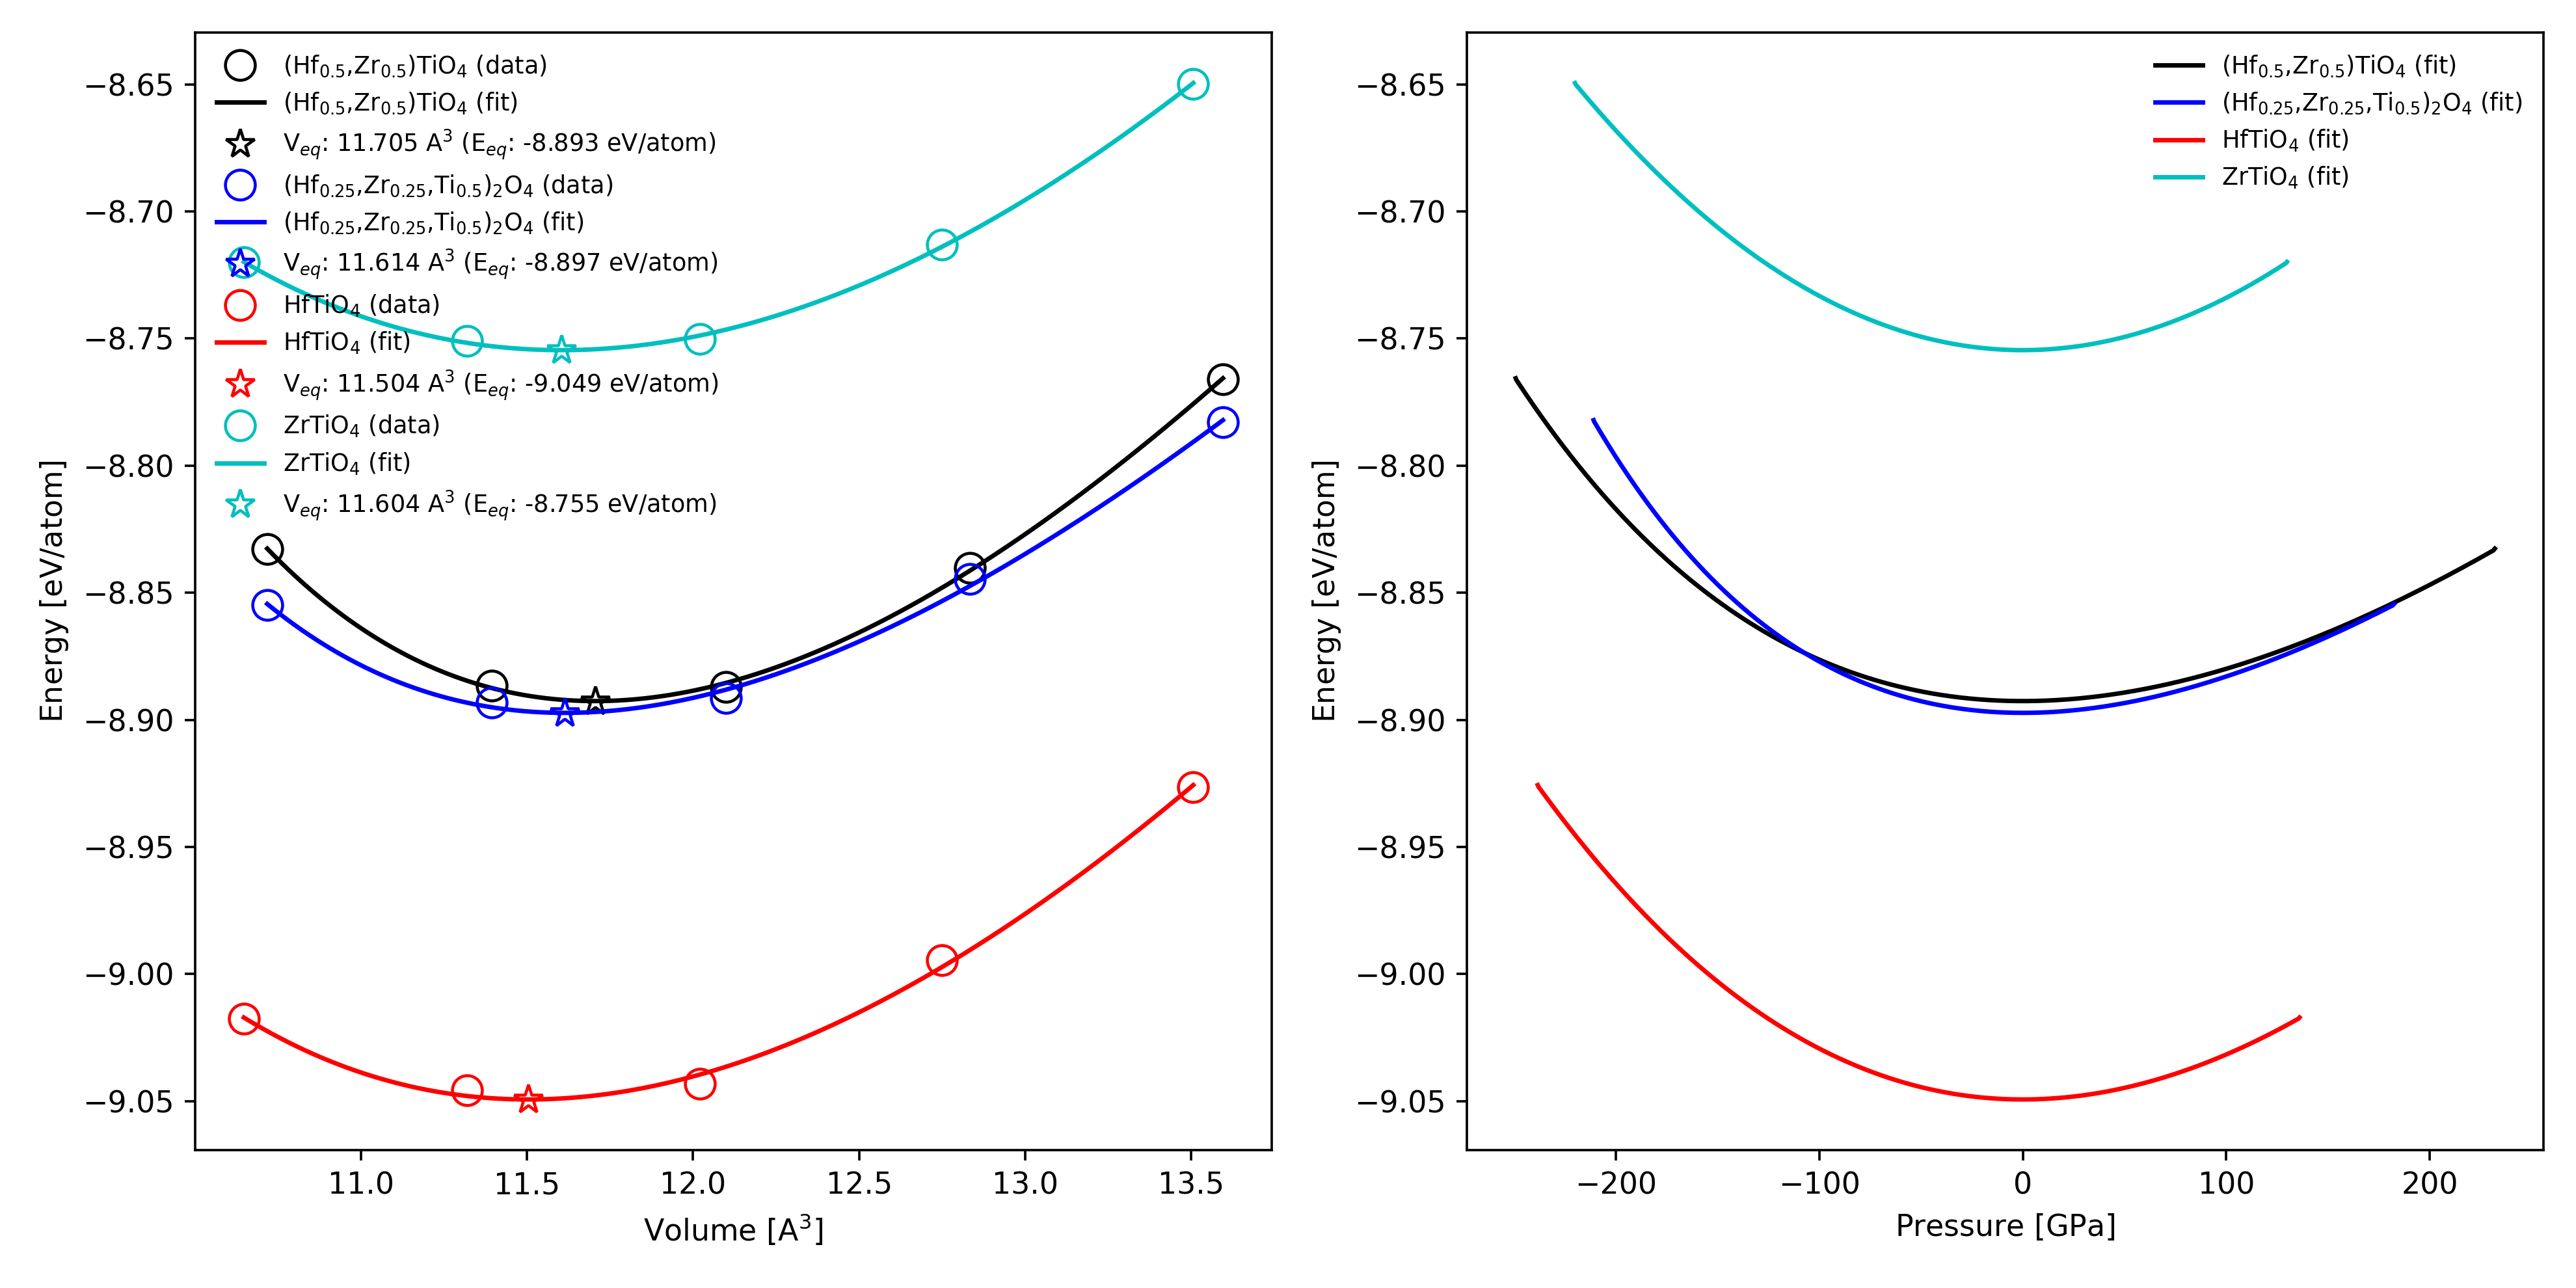 (Hf0.5,Zr0.5)TiO4 (data)
(Hf0.5,Zr0.5)TiO4 (fit)
Veq: 11.705 A3 (Eeq: -8.893 eV/atom)
(Hf0.25,Zr0.25,Ti0.5)2O4 (data)
(Hf0.25,Zr0.25,Ti0.5)2O4 (fit)
Veq: 11.614 A3 (Eeq: -8.897 eV/atom)
HfTiO4 (data)
HfTiO4 (fit)
Veq: 11.504 A3 (Eeq: -9.049 eV/atom)
ZrTiO4 (data)
ZrTiO4 (fit)
Veq: 11.604 A3 (Eeq: -8.755 eV/atom)
−8.65
−8.70
−8.75
−8.80
−8.85
−8.90
−8.95
−9.00
−9.05
Energy [eV/atom]
11.0 11.5 12.0 12.5 13.0 13.5
Volume [A3]
(Hf0.5,Zr0.5)TiO4 (fit)
(Hf0.25,Zr0.25,Ti0.5)2O4 (fit)
HfTiO4 (fit)
ZrTiO4 (fit)
−8.65
−8.70
−8.75
−8.80
−8.85
−8.90
−8.95
−9.00
−9.05
Energy [eV/atom]
−200 −100 0 100 200
Pressure [GPa]